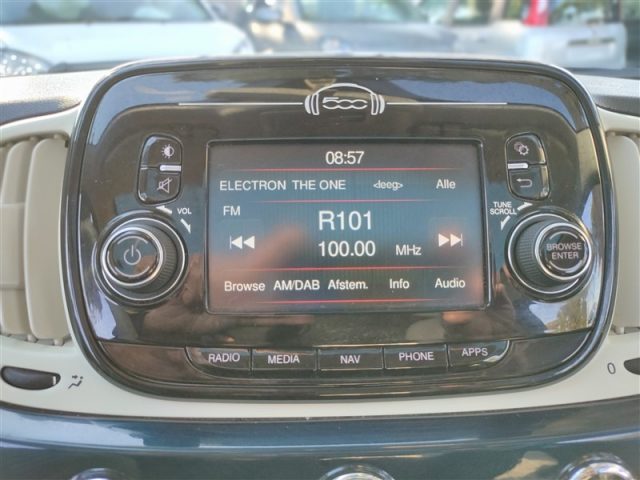 500
08:57
ELECTRON THE ONE <leeg> Alle
FM
R101
100.00 MHz
Browse AM/DAB Afstem. Info Audio
VOL
TUNE
SCROLL
BROWSE
ENTER
RADIO MEDIA NAV PHONE APPS
0